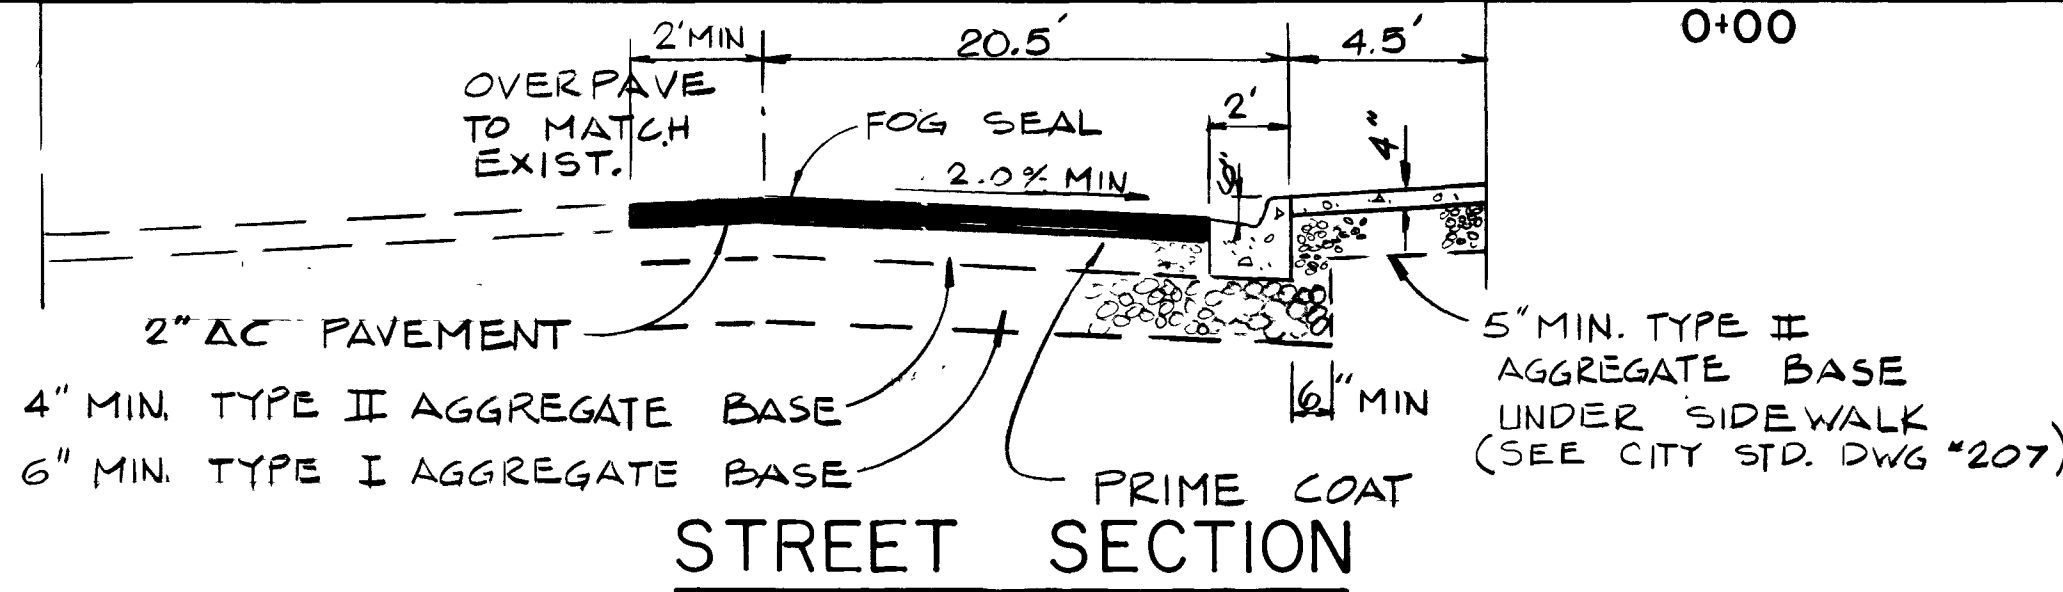 0+00
2' MIN
20.5'
4.5'
OVERPAVE
TO MATCH
EXIST.
FOG SEAL
2.0% MIN
2'
6"
4"
2" AC PAVEMENT
4" MIN. TYPE II AGGREGATE BASE
6" MIN. TYPE I AGGREGATE BASE
PRIME COAT
6" MIN
5" MIN. TYPE II
AGGREGATE BASE
UNDER SIDEWALK
(SEE CITY STD. DWG #207)
STREET SECTION